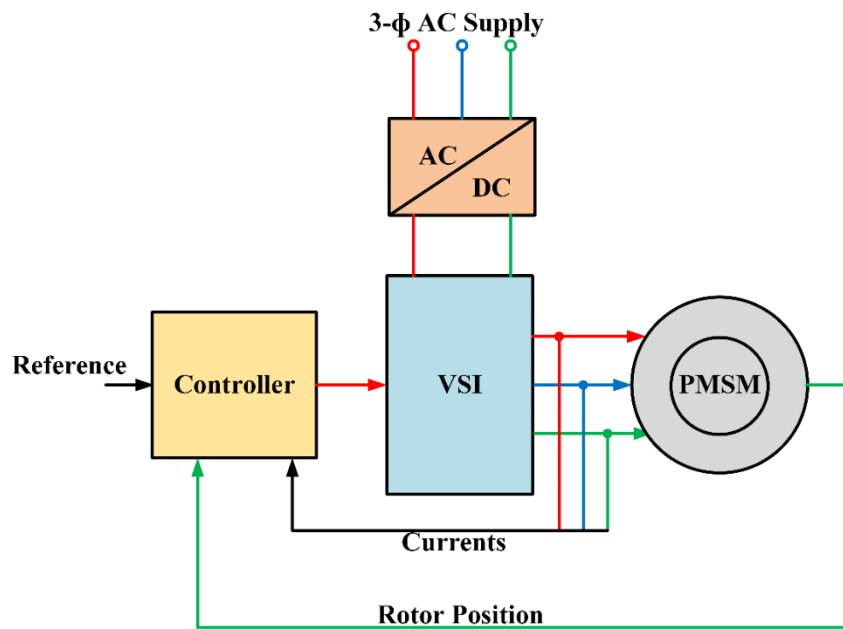 3-ϕ AC Supply
AC
DC
Reference
Controller
VSI
PMSM
Currents
Rotor Position